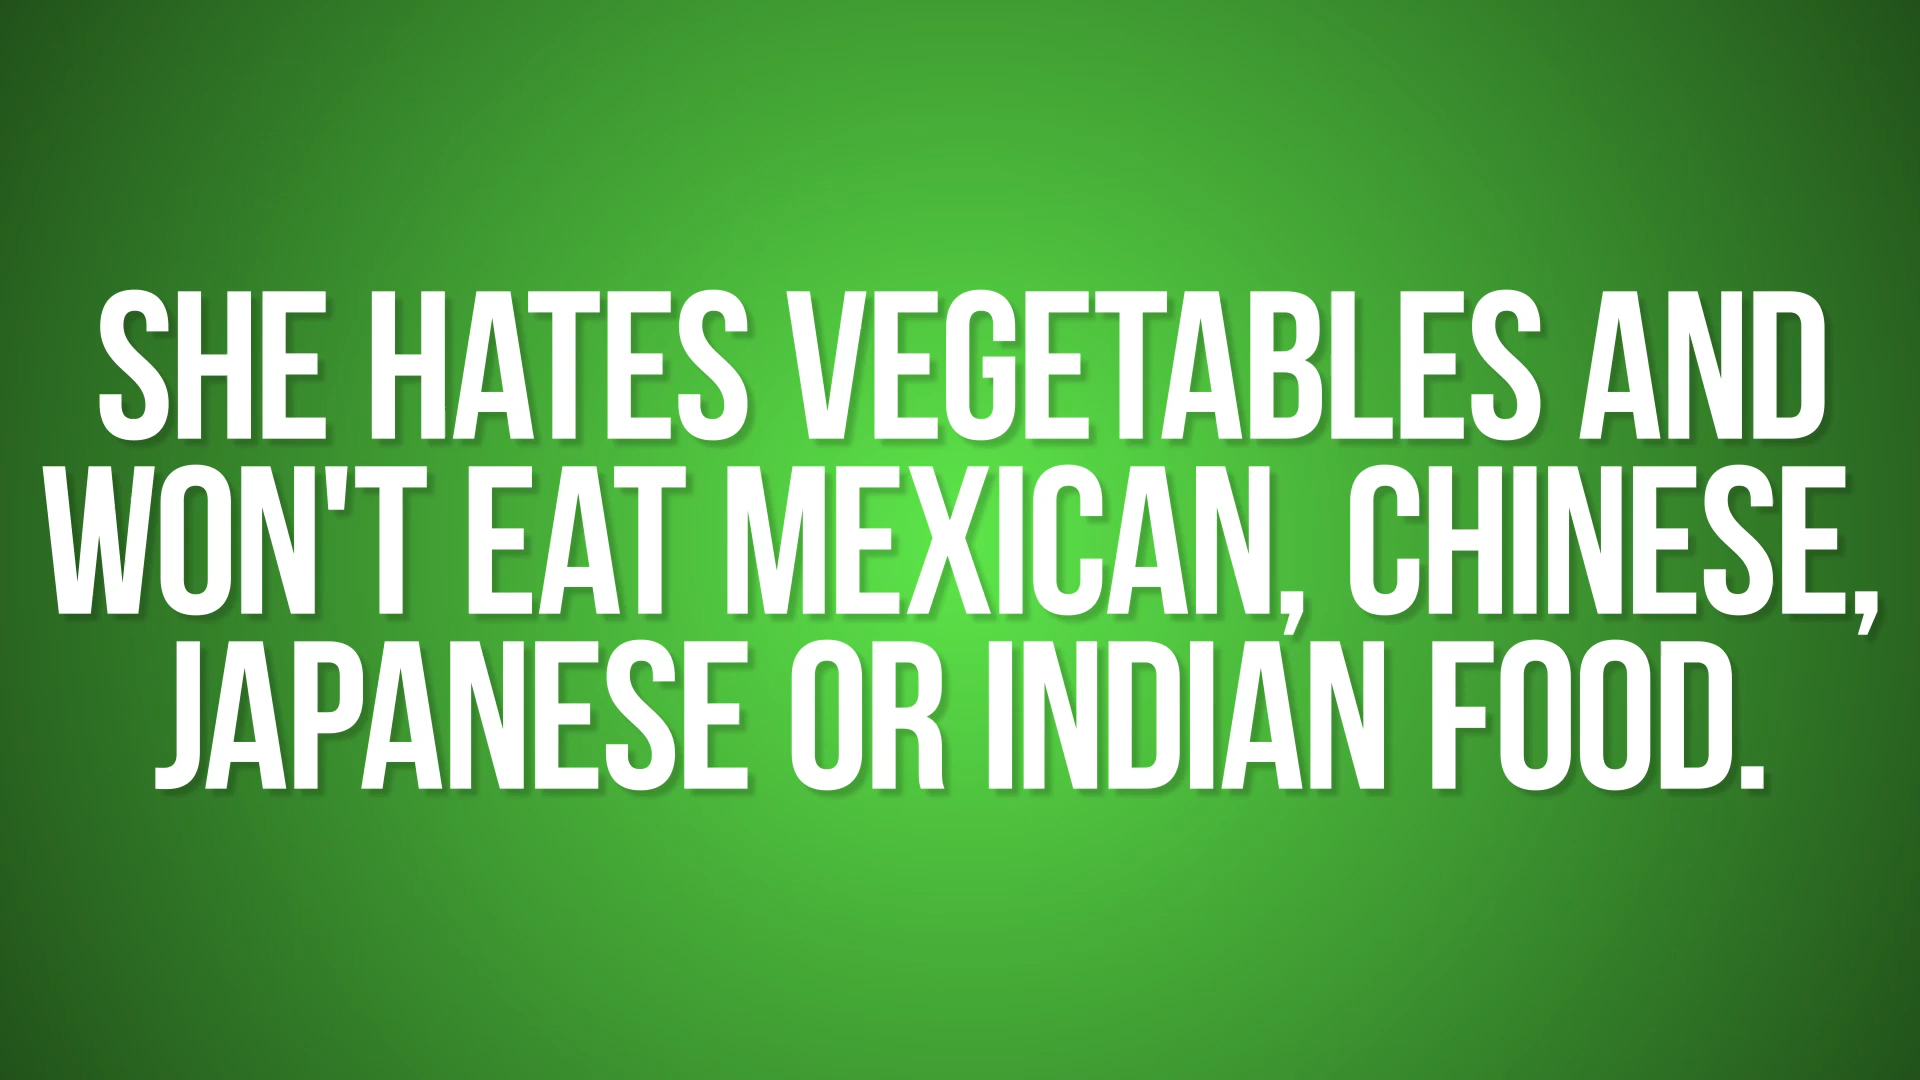 SHE HATES VEGETABLES AND
WON'T EAT MEXICAN, CHINESE,
JAPANESE OR INDIAN FOOD.